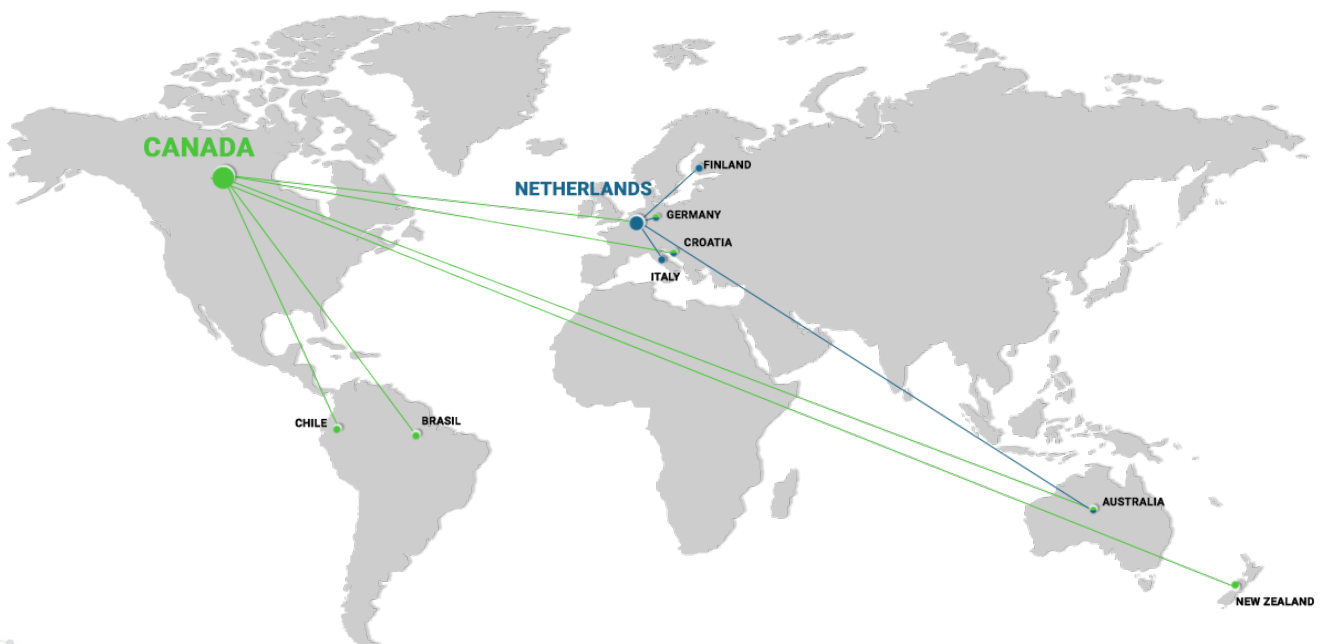 CANADA
FINLAND
NETHERLANDS
GERMANY
CROATIA
ITALY
CHILE
BRASIL
AUSTRALIA
NEW ZEALAND